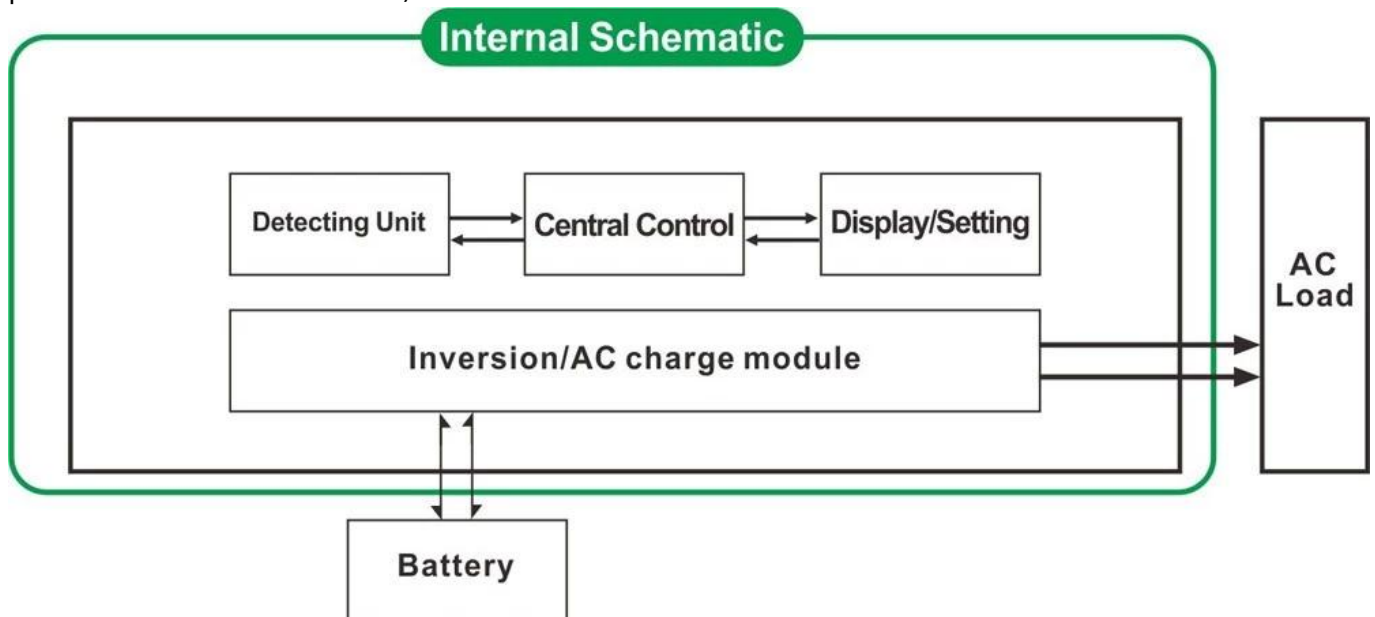 Internal Schematic
Detecting Unit
Central Control
Display/Setting
Inversion/AC charge module
AC
Load
Battery